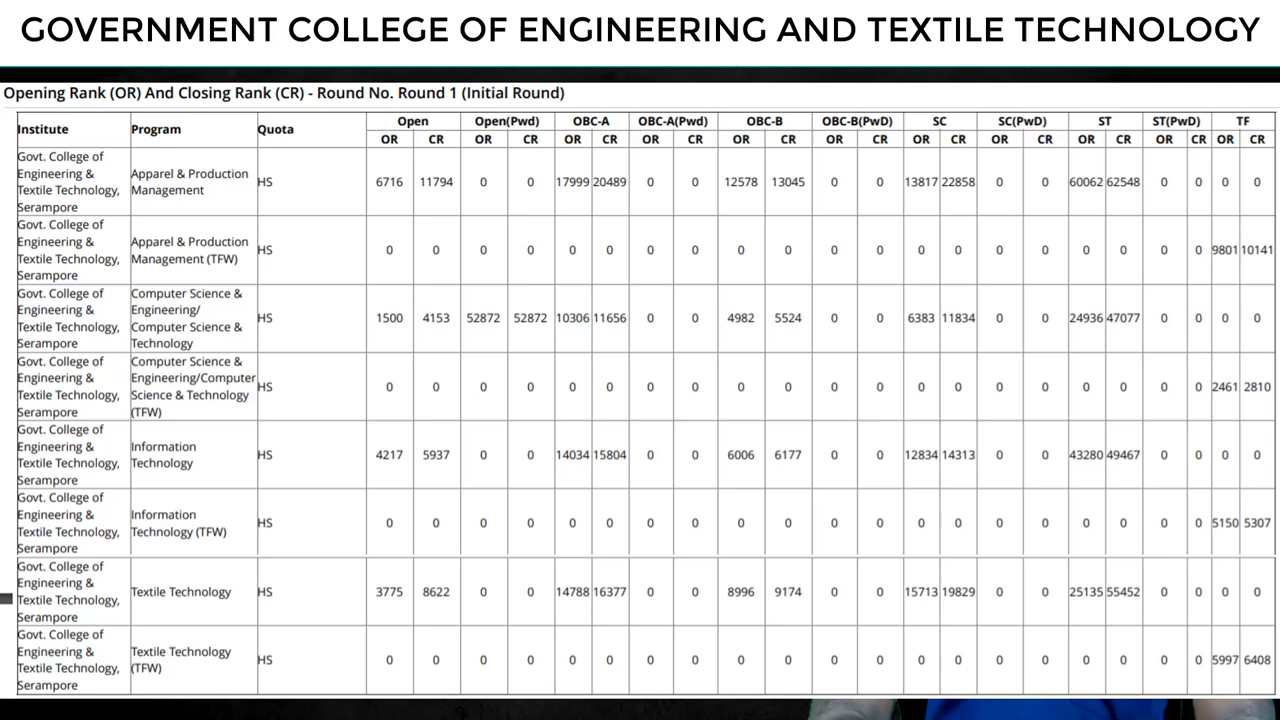 GOVERNMENT COLLEGE OF ENGINEERING AND TEXTILE TECHNOLOGY
Opening Rank (OR) And Closing Rank (CR) - Round No. Round 1 (Initial Round)
Institute Program Quota Open Open(Pwd) OBC-A OBC-A(Pwd) OBC-B OBC-B(PwD) SC SC(PwD) ST ST(PwD) TF
OR CR OR CR OR CR OR CR OR CR OR CR OR CR OR CR OR CR OR CR OR CR
Govt. College of
Engineering &
Textile Technology,
Serampore
Apparel & Production
Management
HS 6716 11794 0 0 17999 20489 0 0 12578 13045 0 0 13817 22858 0 0 60062 62548 0 0 0 0
Govt. College of
Engineering &
Textile Technology,
Serampore
Apparel & Production
Management (TFW)
HS 0 0 0 0 0 0 0 0 0 0 0 0 0 0 0 0 0 0 0 0 9801 10141
Govt. College of
Engineering &
Textile Technology,
Serampore
Computer Science &
Engineering/
Computer Science &
Technology
HS 1500 4153 52872 52872 10306 11656 0 0 4982 5524 0 0 6383 11834 0 0 24936 47077 0 0 0 0
Govt. College of
Engineering &
Textile Technology,
Serampore
Computer Science &
Engineering/Computer
Science & Technology
(TFW)
HS 0 0 0 0 0 0 0 0 0 0 0 0 0 0 0 0 0 0 0 0 2461 2810
Govt. College of
Engineering &
Textile Technology,
Serampore
Information
Technology
HS 4217 5937 0 0 14034 15804 0 0 6006 6177 0 0 12834 14313 0 0 43280 49467 0 0 0 0
Govt. College of
Engineering &
Textile Technology,
Serampore
Information
Technology (TFW)
HS 0 0 0 0 0 0 0 0 0 0 0 0 0 0 0 0 0 0 0 0 5150 5307
Govt. College of
Engineering &
Textile Technology,
Serampore
Textile Technology
HS 3775 8622 0 0 14788 16377 0 0 8996 9174 0 0 15713 19829 0 0 25135 55452 0 0 0 0
Govt. College of
Engineering &
Textile Technology,
Serampore
Textile Technology
(TFW)
HS 0 0 0 0 0 0 0 0 0 0 0 0 0 0 0 0 0 0 0 0 5997 6408